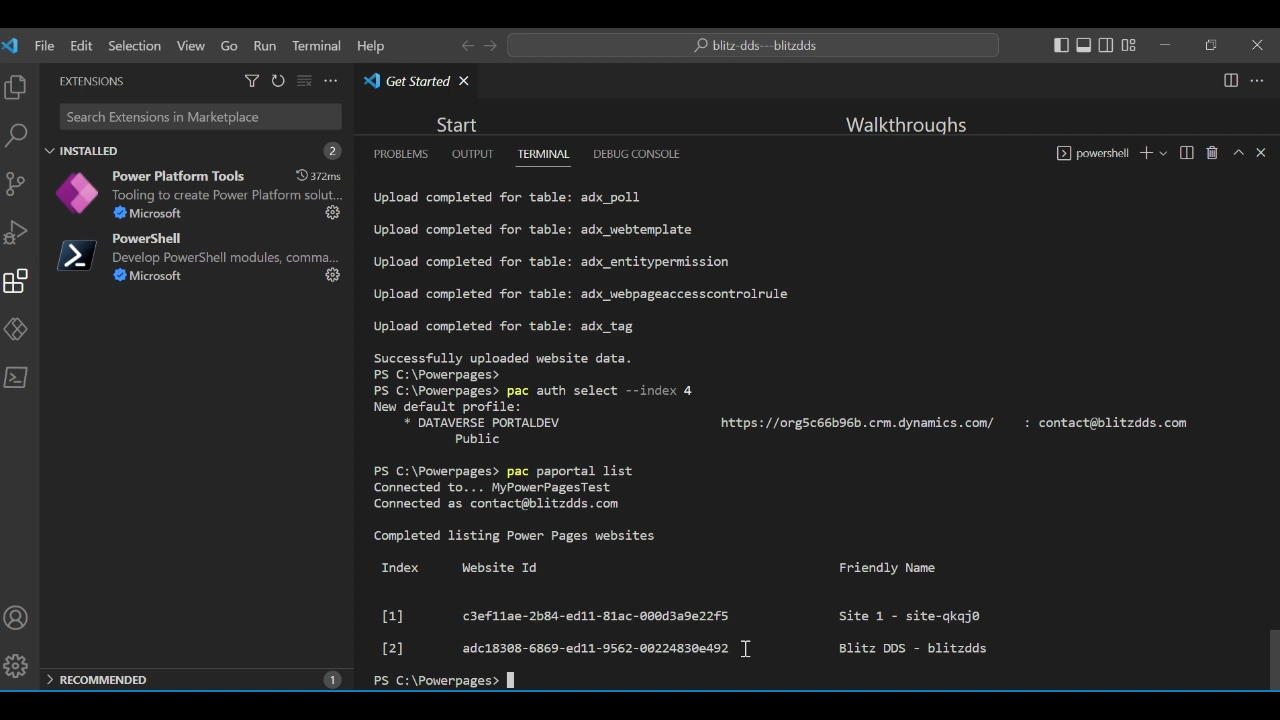 File Edit Selection View Go Run Terminal Help
blitz-dds---blitzdds
EXTENSIONS
Get Started
Search Extensions in Marketplace
Start
Walkthroughs
INSTALLED
2
PROBLEMS OUTPUT TERMINAL DEBUG CONSOLE
powershell
Power Platform Tools
372ms
Tooling to create Power Platform solut...
Microsoft
PowerShell
Develop PowerShell modules, comma...
Microsoft
Upload completed for table: adx_poll
Upload completed for table: adx_webtemplate
Upload completed for table: adx_entitypermission
Upload completed for table: adx_webpageaccesscontrolrule
Upload completed for table: adx_tag
Successfully uploaded website data.
PS C:\Powerpages>
PS C:\Powerpages> pac auth select --index 4
New default profile:
* DATAVERSE PORTALDEV https://org5c66b96b.crm.dynamics.com/ : contact@blitzdds.com
Public
PS C:\Powerpages> pac paportal list
Connected to... MyPowerPagesTest
Connected as contact@blitzdds.com
Completed listing Power Pages websites
Index Website Id Friendly Name
[1] c3ef11ae-2b84-ed11-81ac-000d3a9e22f5 Site 1 - site-qkqj0
[2] adc18308-6869-ed11-9562-00224830e492 Blitz DDS - blitzdds
PS C:\Powerpages>
RECOMMENDED
1